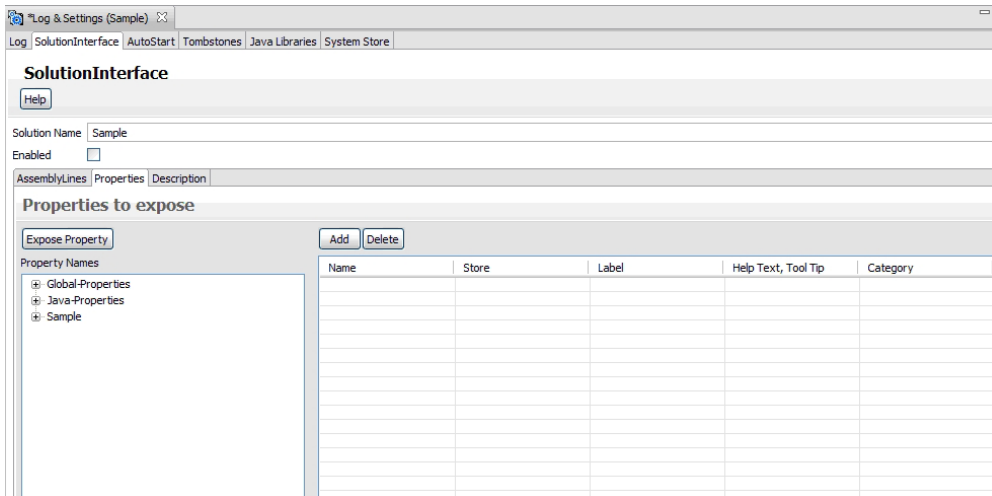 *Log & Settings (Sample)
Log SolutionInterface AutoStart Tombstones Java Libraries System Store
SolutionInterface
Help
Solution Name Sample
Enabled
AssemblyLines Properties Description
Properties to expose
Expose Property Add Delete
Property Names
Name Store Label Help Text, Tool Tip Category
Global-Properties
Java-Properties
Sample